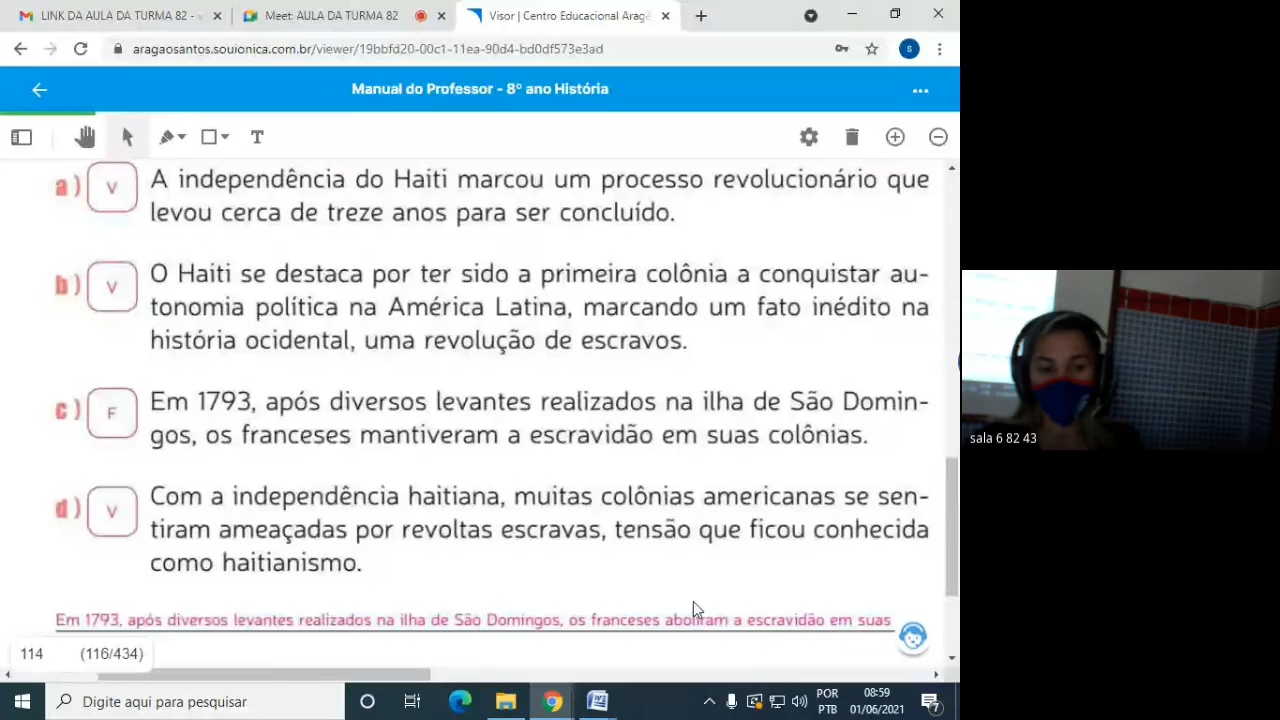 LINK DA AULA DA TURMA 82 - v
Meet: AULA DA TURMA 82
Visor | Centro Educacional Aragã
aragaosantos.souionica.com.br/viewer/19bbfd20-00c1-11ea-90d4-bd0df573e3ad
S
Manual do Professor - 8º ano História
T
a) V A independência do Haiti marcou um processo revolucionário que
levou cerca de treze anos para ser concluído.
b) V O Haiti se destaca por ter sido a primeira colônia a conquistar au-
tonomia política na América Latina, marcando um fato inédito na
história ocidental, uma revolução de escravos.
c) F Em 1793, após diversos levantes realizados na ilha de São Domin-
gos, os franceses mantiveram a escravidão em suas colônias.
d) V Com a independência haitiana, muitas colônias americanas se sen-
tiram ameaçadas por revoltas escravas, tensão que ficou conhecida
como haitianismo.
Em 1793, após diversos levantes realizados na ilha de São Domingos, os franceses aboliram a escravidão em suas
114 (116/434)
sala 6 82 43
Digite aqui para pesquisar
POR
PTB
08:59
01/06/2021
7